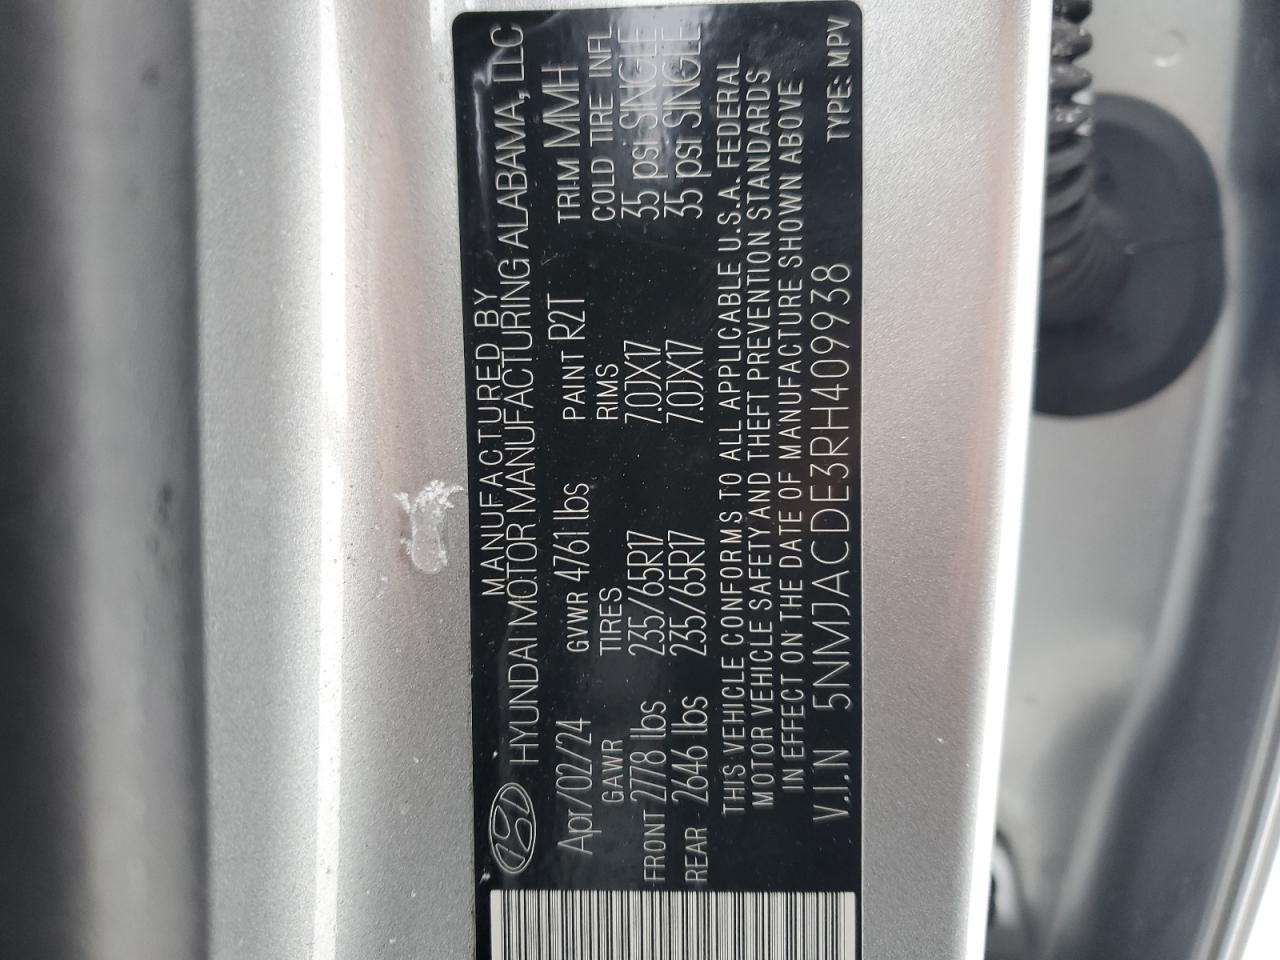 MANUFACTURED BY
HYUNDAI MOTOR MANUFACTURING ALABAMA, LLC
Apr/02/24 GVWR 4761 lbs PAINT R2T TRIM MMH
GAWR TIRES RIMS COLD TIRE INFL
FRONT 2778 lbs 235/65R17 7.0JX17 35 psi SINGLE
REAR 2646 lbs 235/65R17 7.0JX17 35 psi SINGLE
THIS VEHICLE CONFORMS TO ALL APPLICABLE U.S.A. FEDERAL
MOTOR VEHICLE SAFETY AND THEFT PREVENTION STANDARDS
IN EFFECT ON THE DATE OF MANUFACTURE SHOWN ABOVE
V.I.N 5NMJACDE3RH409938 TYPE: MPV